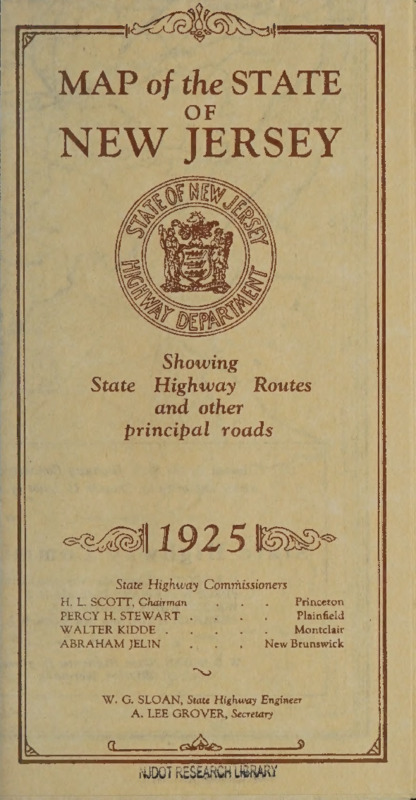 MAP of the STATE
OF
NEW JERSEY
STATE OF NEW JERSEY
HIGHWAY DEPARTMENT
Showing
State Highway Routes
and other
principal roads
1925
State Highway Commissioners
H. L. SCOTT, Chairman . . . Princeton
PERCY H. STEWART . . . . Plainfield
WALTER KIDDE . . . . . Montclair
ABRAHAM JELIN . . . New Brunswick
W. G. SLOAN, State Highway Engineer
A. LEE GROVER, Secretary
NJDOT RESEARCH LIBRARY